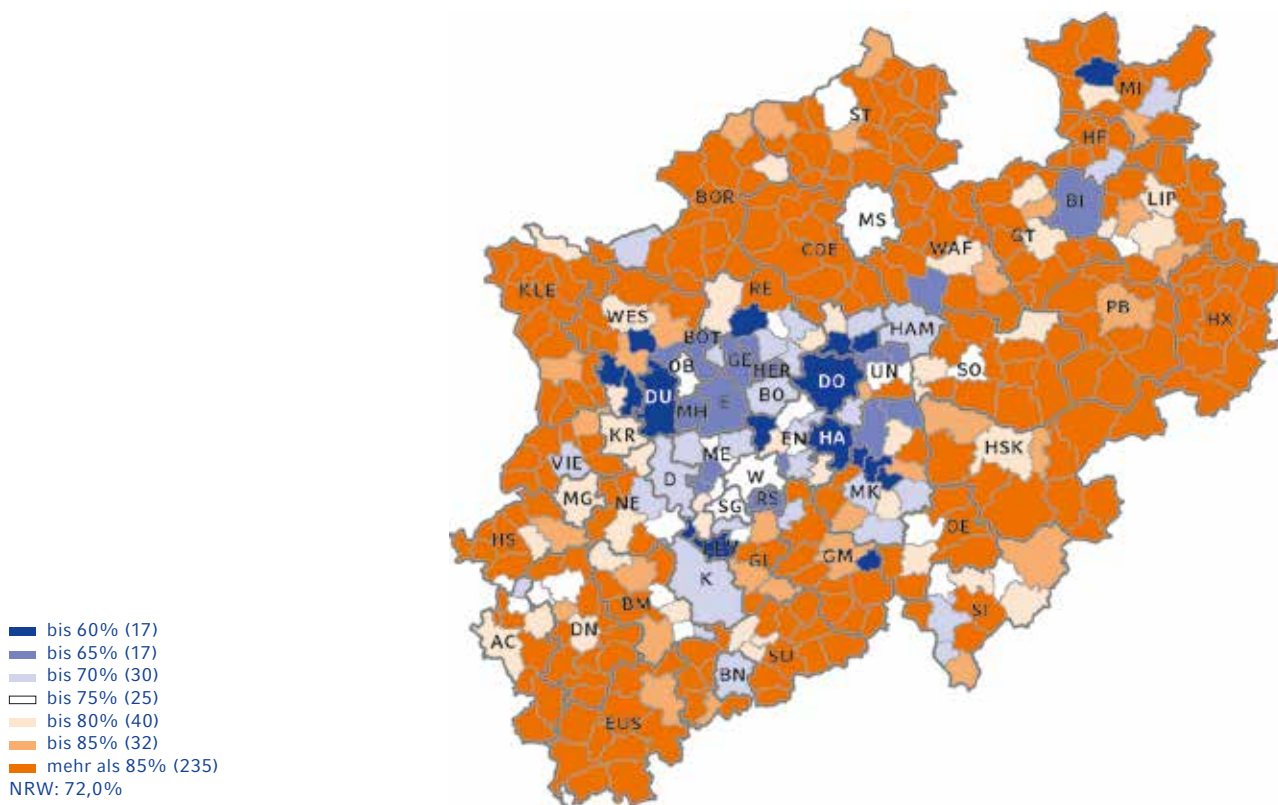 MI
ST
HF
BOR
BI
LIP
MS
GT
WAF
COE
KLE
RE
PB
HX
WES
BOT
HAM
GE
OB
HER
UN
SO
DO
DU
BO
E
MH
KR
EN
HA
HSK
ME
VIE
W
D
MK
MG
SG
RS
NE
OE
HS
LEV
GL
GM
K
BM
SI
DN
AC
SU
BN
EUS
bis 60% (17)
bis 65% (17)
bis 70% (30)
bis 75% (25)
bis 80% (40)
bis 85% (32)
mehr als 85% (235)
NRW: 72,0%